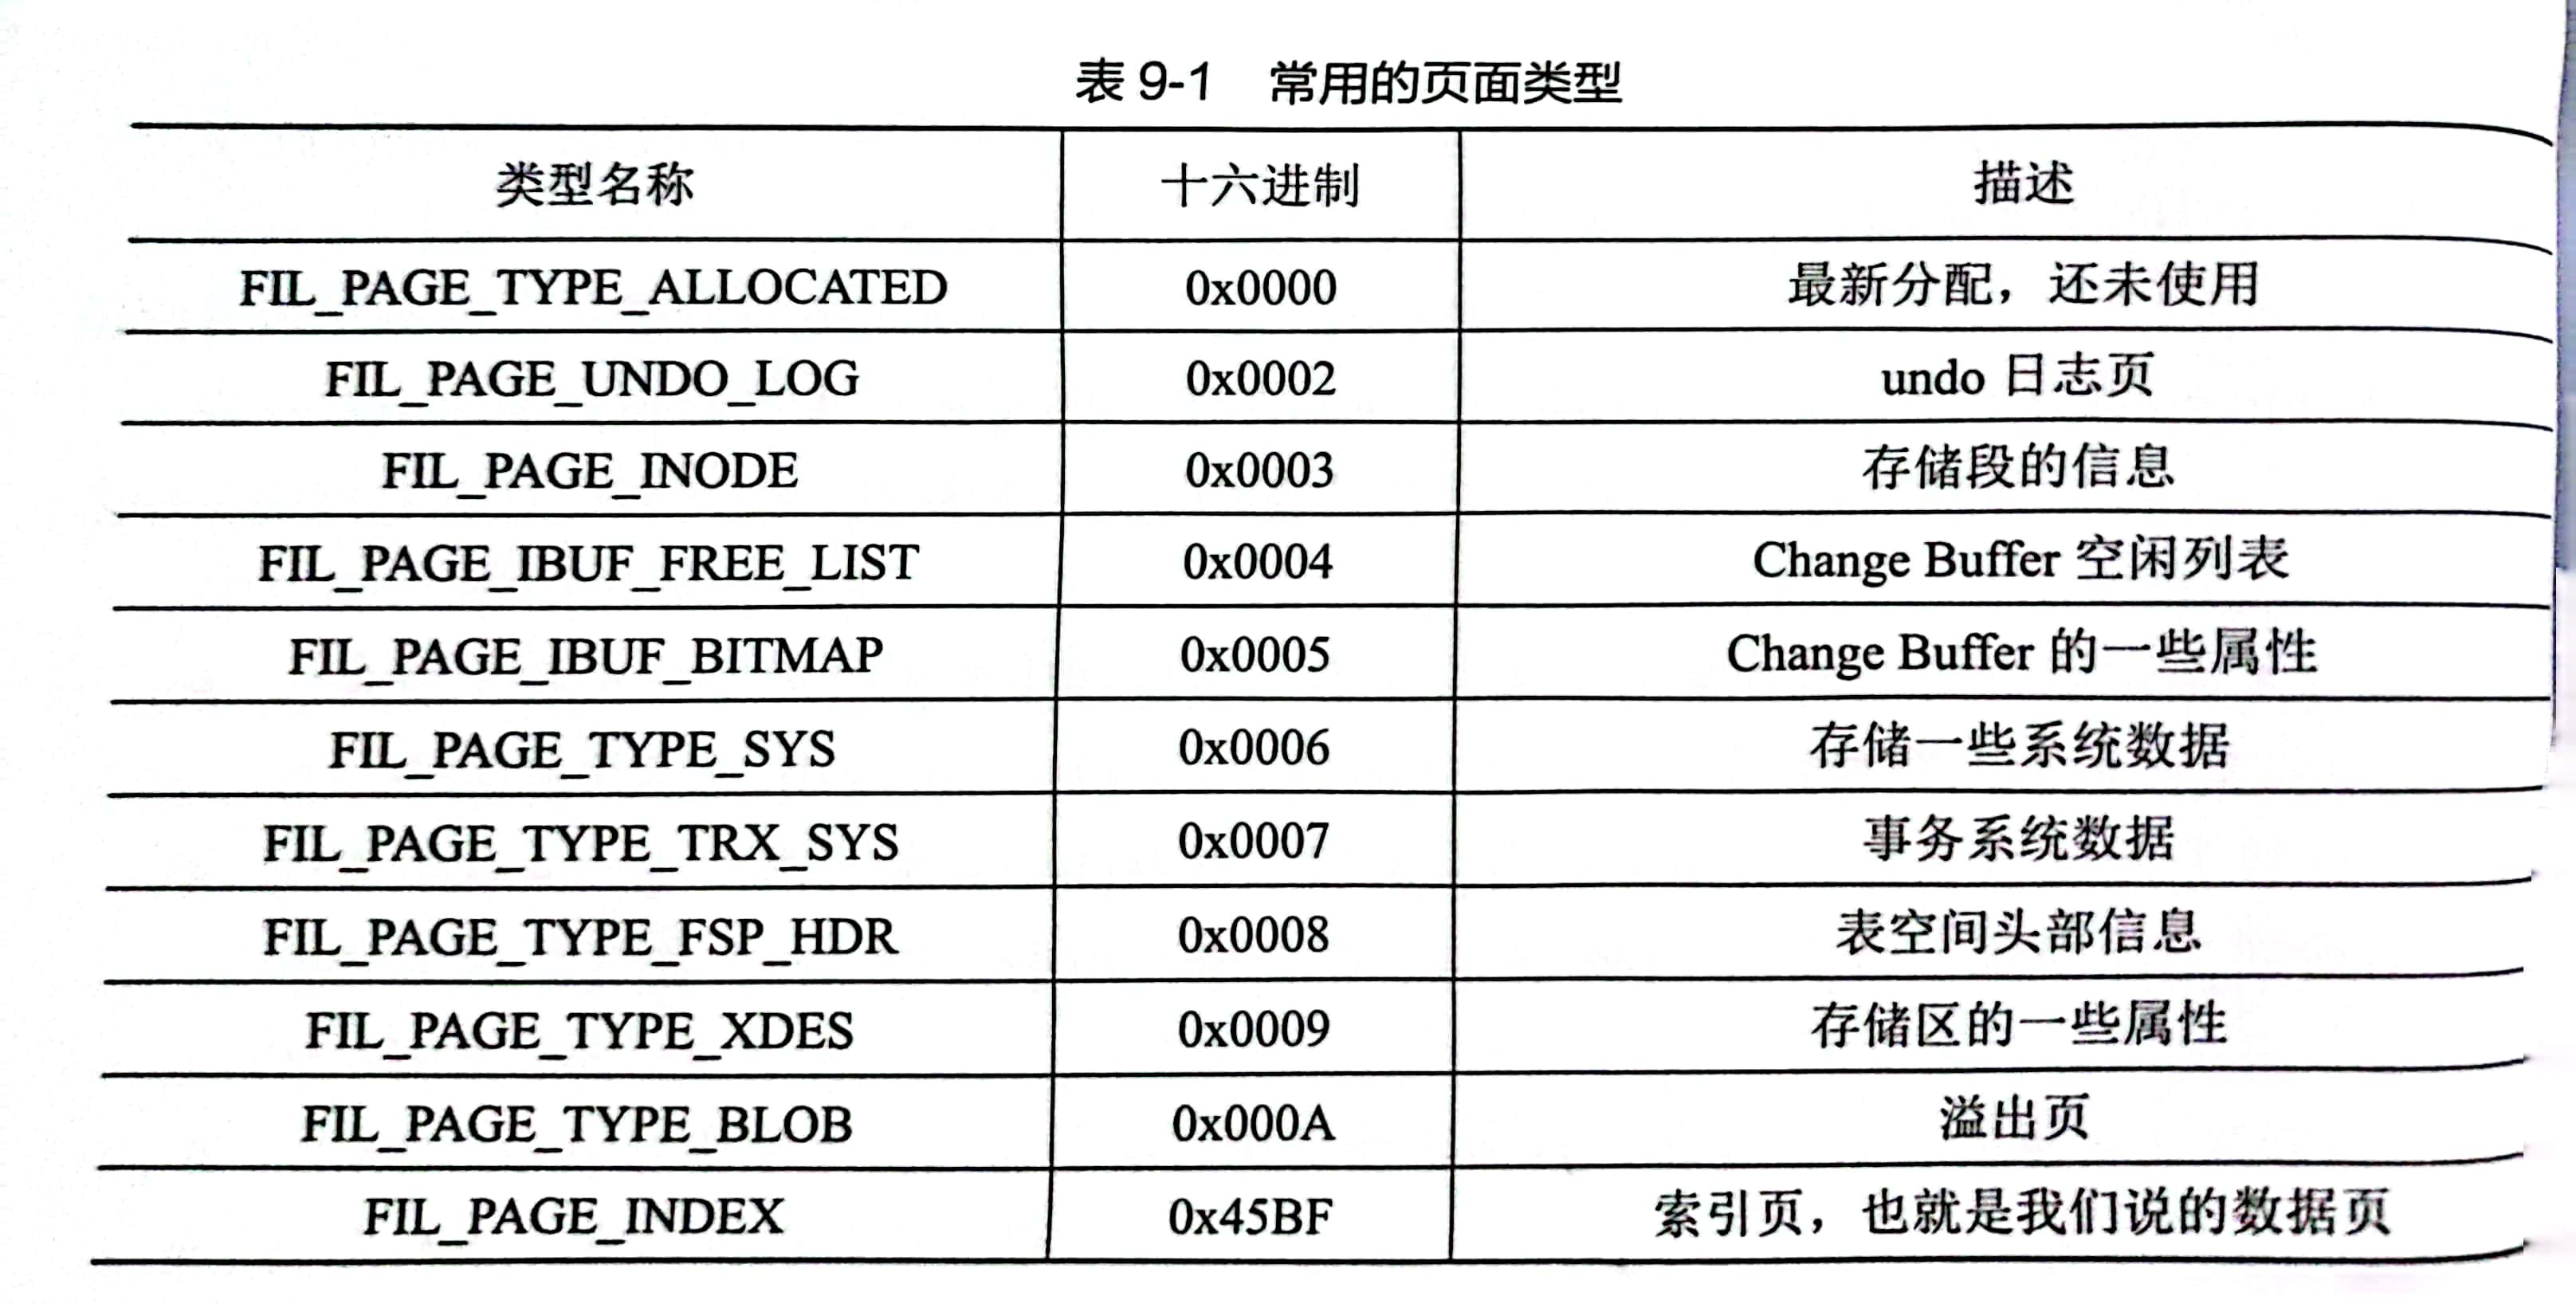 表 9-1 常用的页面类型
类型名称 十六进制 描述
FIL_PAGE_TYPE_ALLOCATED 0x0000 最新分配，还未使用
FIL_PAGE_UNDO_LOG 0x0002 undo 日志页
FIL_PAGE_INODE 0x0003 存储段的信息
FIL_PAGE_IBUF_FREE_LIST 0x0004 Change Buffer 空闲列表
FIL_PAGE_IBUF_BITMAP 0x0005 Change Buffer 的一些属性
FIL_PAGE_TYPE_SYS 0x0006 存储一些系统数据
FIL_PAGE_TYPE_TRX_SYS 0x0007 事务系统数据
FIL_PAGE_TYPE_FSP_HDR 0x0008 表空间头部信息
FIL_PAGE_TYPE_XDES 0x0009 存储区的一些属性
FIL_PAGE_TYPE_BLOB 0x000A 溢出页
FIL_PAGE_INDEX 0x45BF 索引页，也就是我们说的数据页